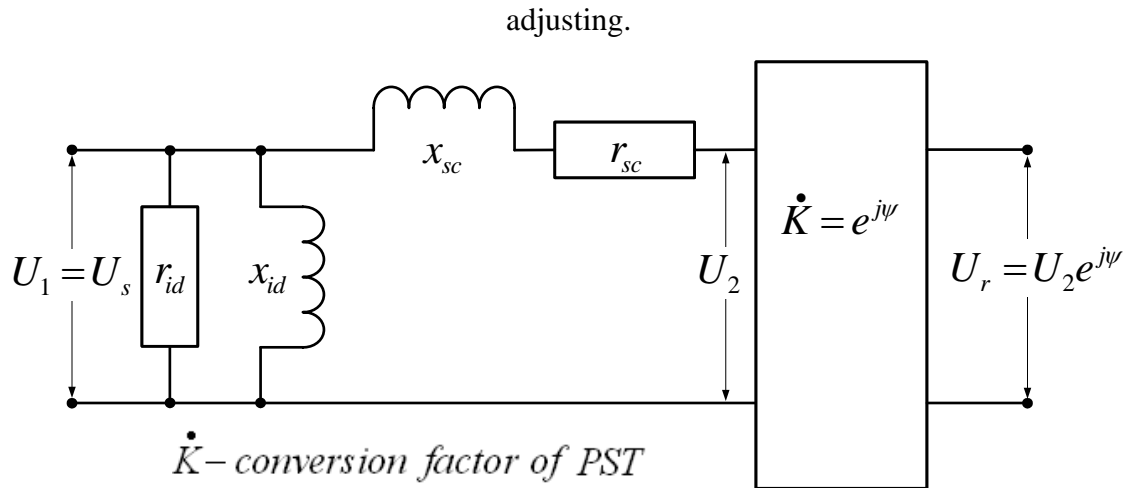 adjusting.
x_sc
r_sc
K̇ = e^{jψ}
U_1 = U_s
r_id
x_id
U_2
U_r = U_2 e^{jψ}
K̇ – conversion factor of PST